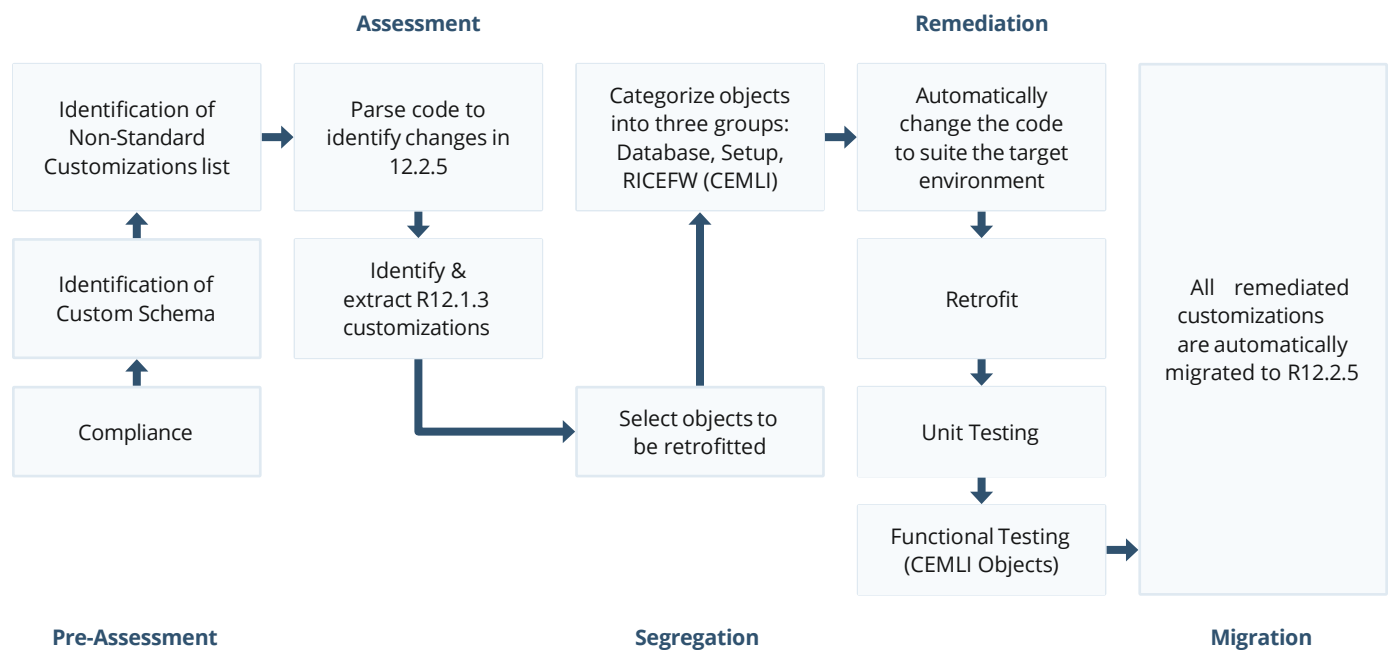 Assessment
Remediation
Identification of
Non-Standard
Customizations list
Parse code to
identify changes in
12.2.5
Categorize objects
into three groups:
Database, Setup,
RICEFW (CEMLI)
Automatically
change the code
to suite the target
environment
Identification of
Custom Schema
Identify &
extract R12.1.3
customizations
Retrofit
All remediated
customizations
are automatically
migrated to R12.2.5
Compliance
Select objects to
be retrofitted
Unit Testing
Functional Testing
(CEMLI Objects)
Pre-Assessment
Segregation
Migration